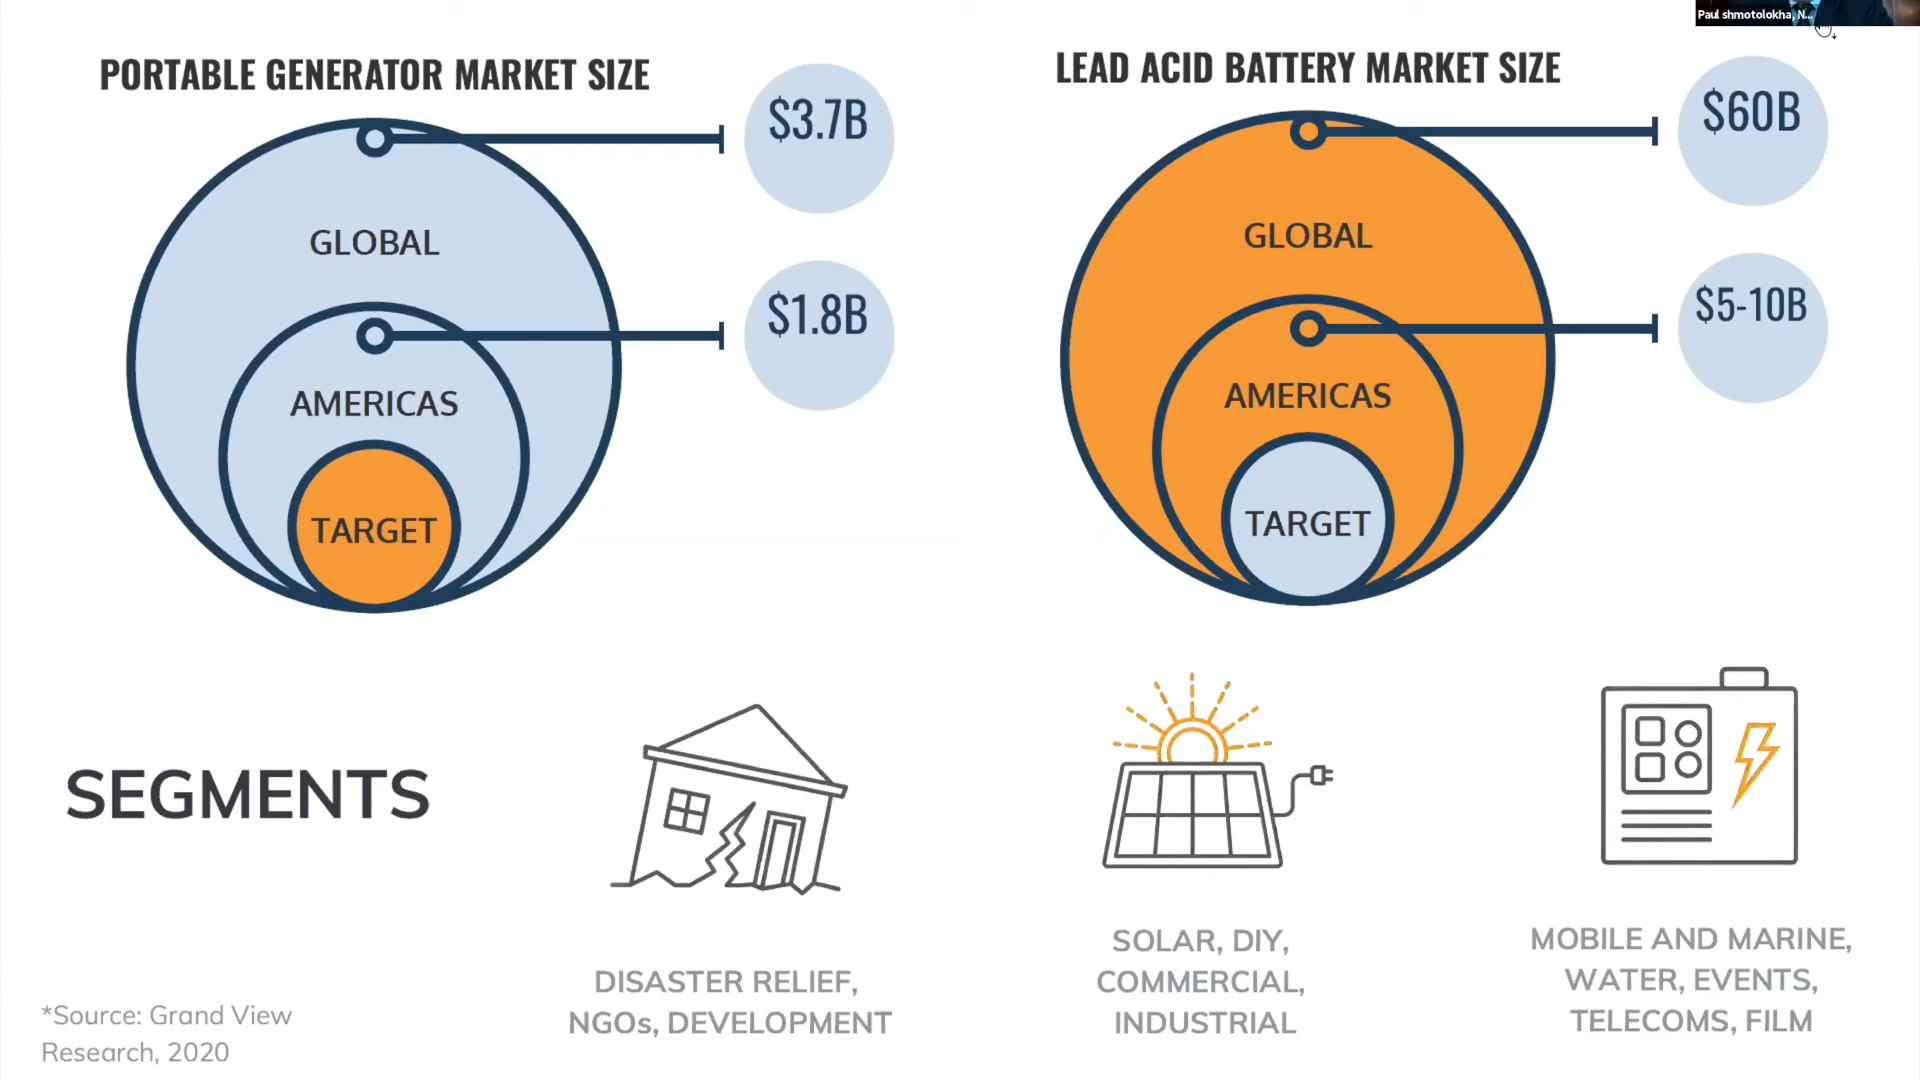 Paul shmotolokha, N...
PORTABLE GENERATOR MARKET SIZE
$3.7B
GLOBAL
$1.8B
AMERICAS
TARGET
LEAD ACID BATTERY MARKET SIZE
$60B
GLOBAL
$5-10B
AMERICAS
TARGET
SEGMENTS
DISASTER RELIEF,
NGOs, DEVELOPMENT
SOLAR, DIY,
COMMERCIAL,
INDUSTRIAL
MOBILE AND MARINE,
WATER, EVENTS,
TELECOMS, FILM
*Source: Grand View
Research, 2020